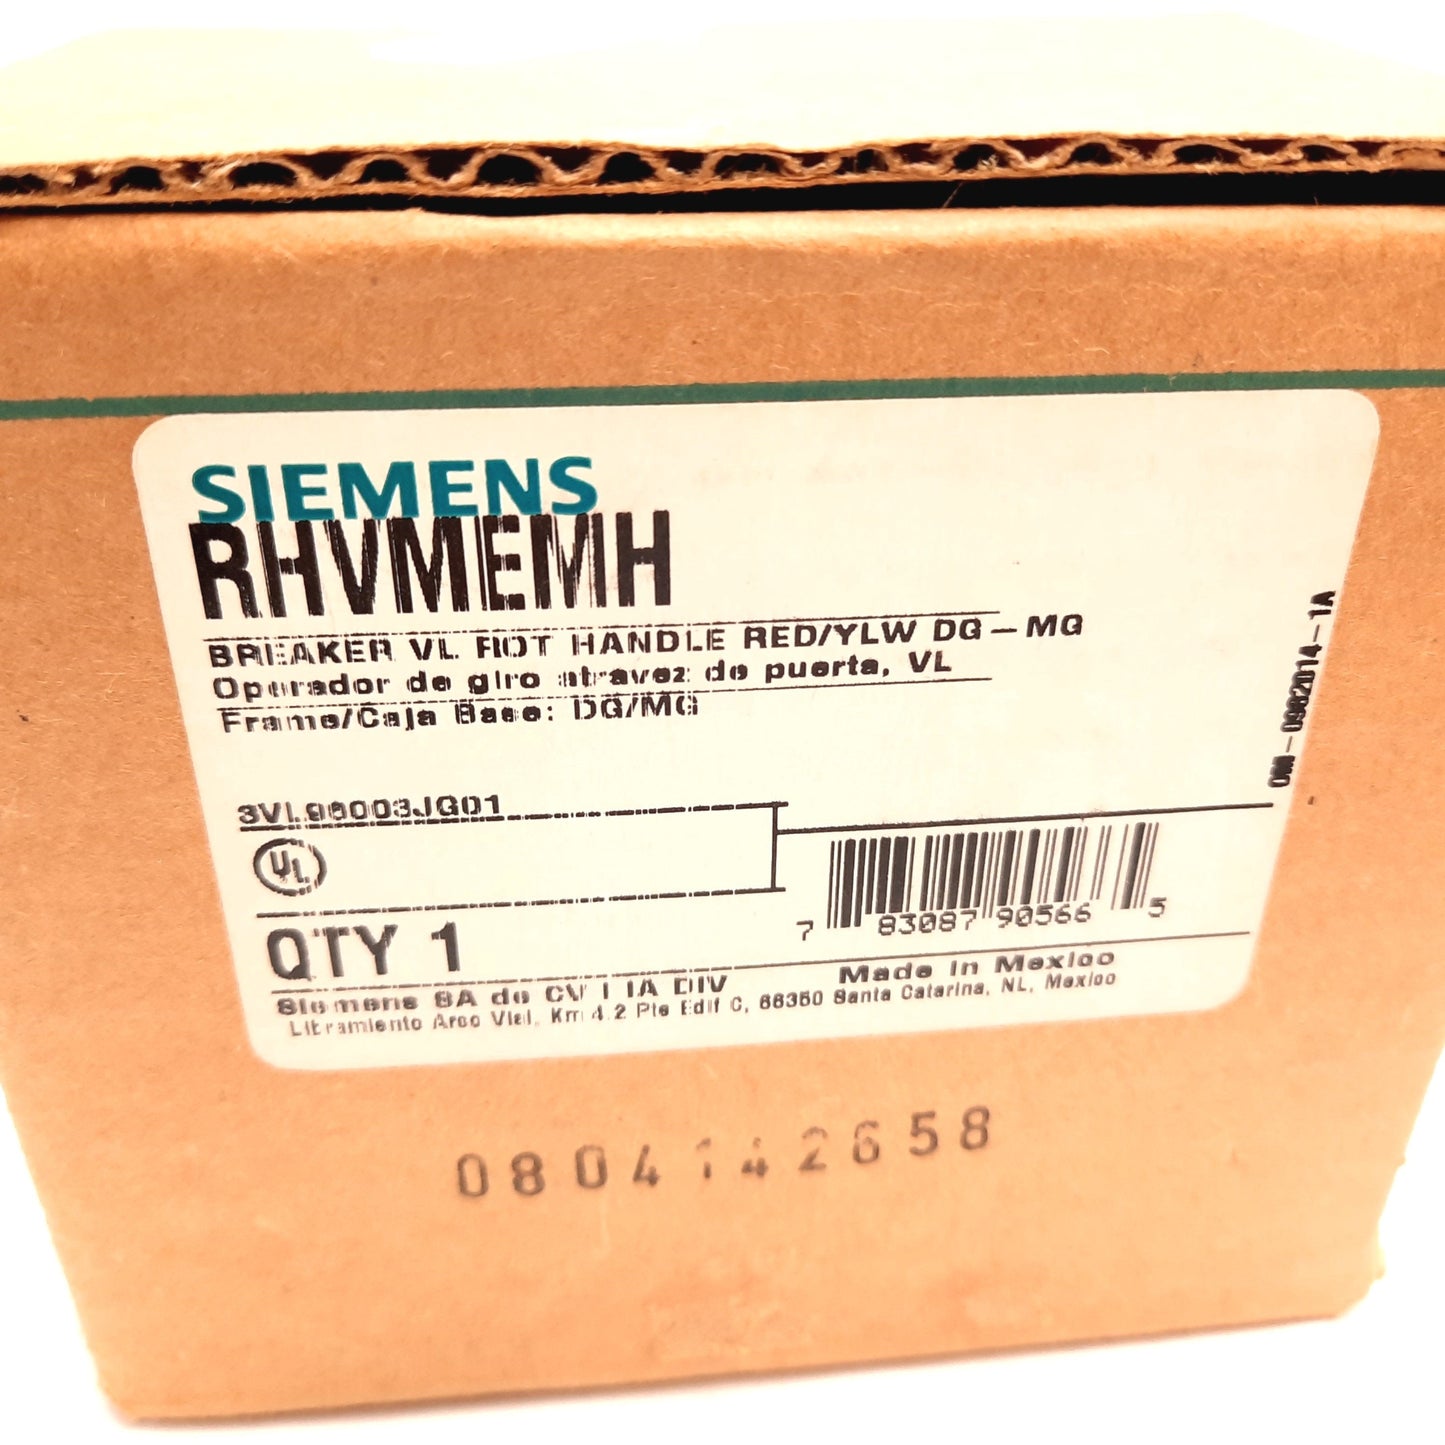 SIEMENS
RHVMEMH
BREAKER VL ROT HANDLE RED/YLW DG-MG
Operador de giro atravez de puerta, VL
Frame/Caja Base: DG/MG
3VL96003JG01
UL
7 83087 90566 5
QTY 1
Made in Mexico
Siemens SA de CV I IA DIV
Libramiento Arco Vial, Km 4.2 Pte Edif C, 66350 Santa Catarina, NL, Mexico
0982014-1A
0804142658